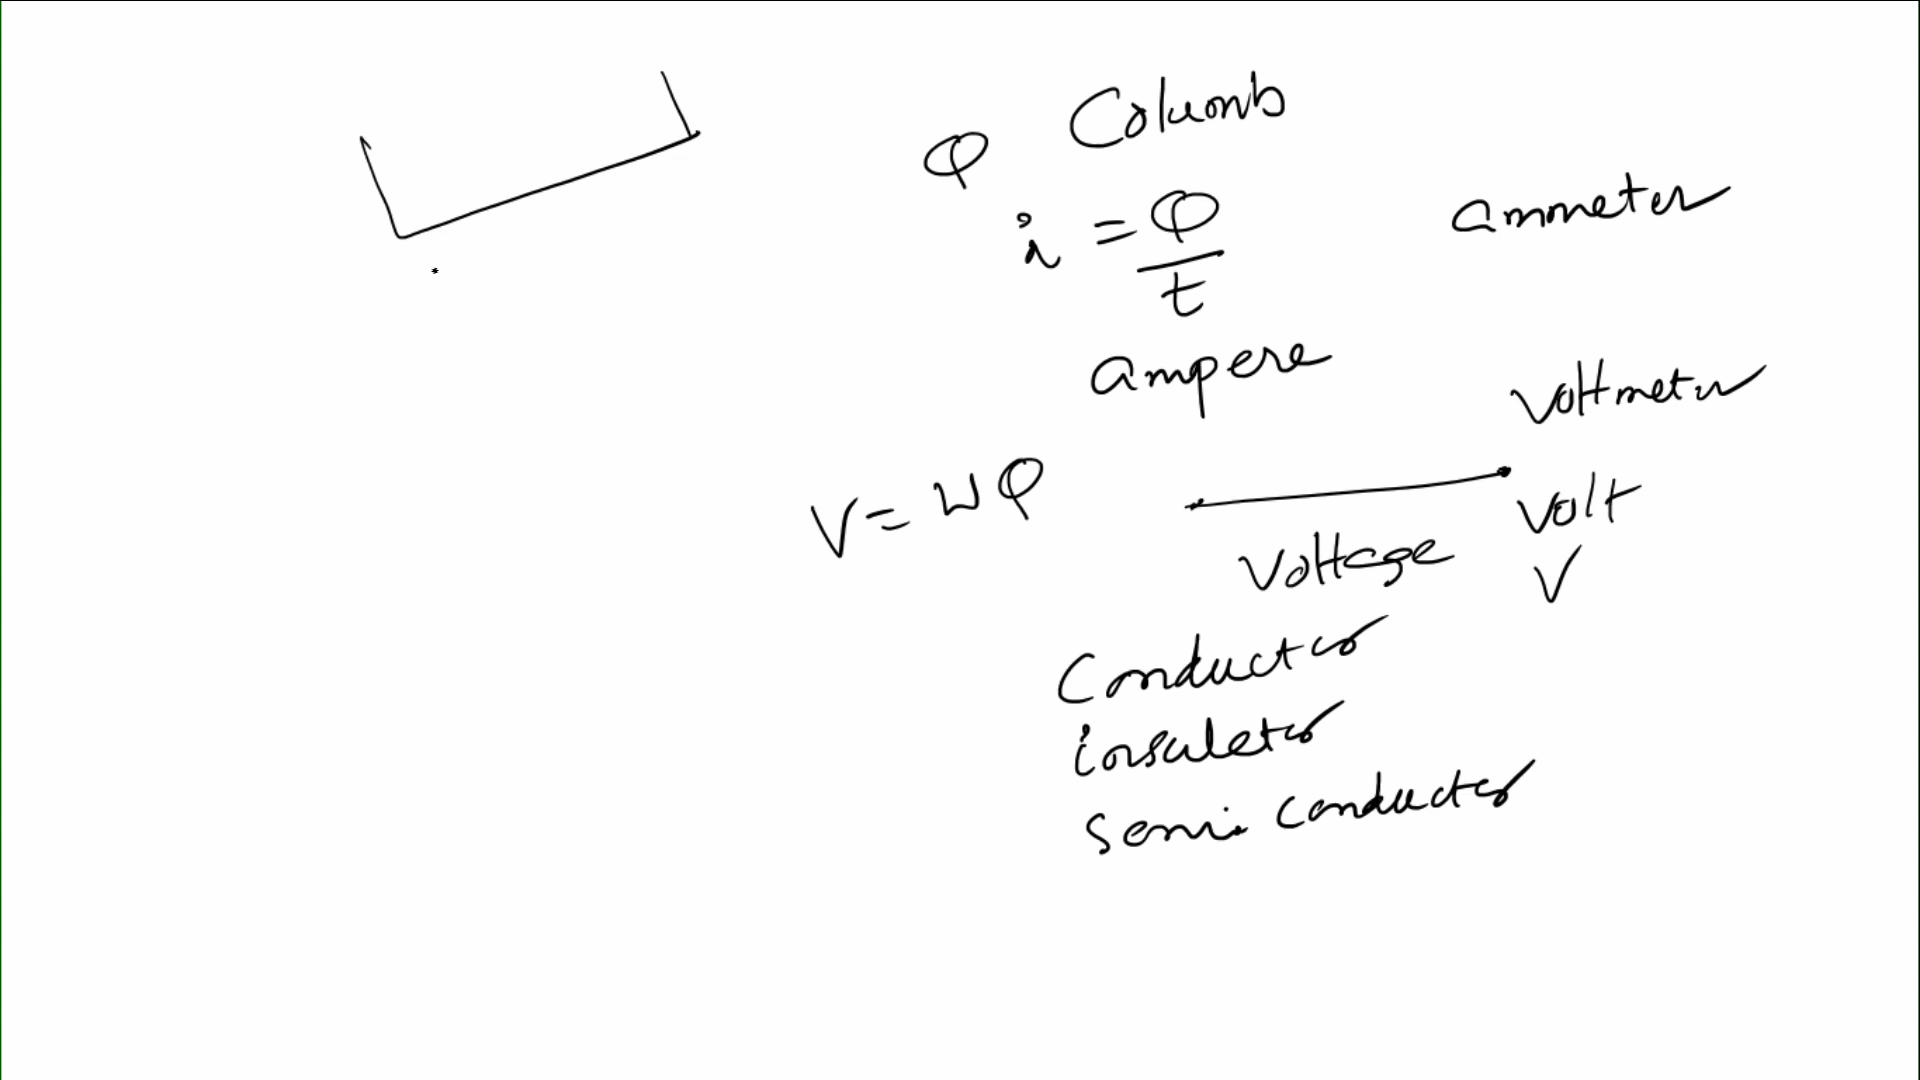 Columb
Q
i = Q/t
ammeter
ampere
voltmeter
V = WQ
volt
voltage
V
Conductor
insulator
Semi conductor